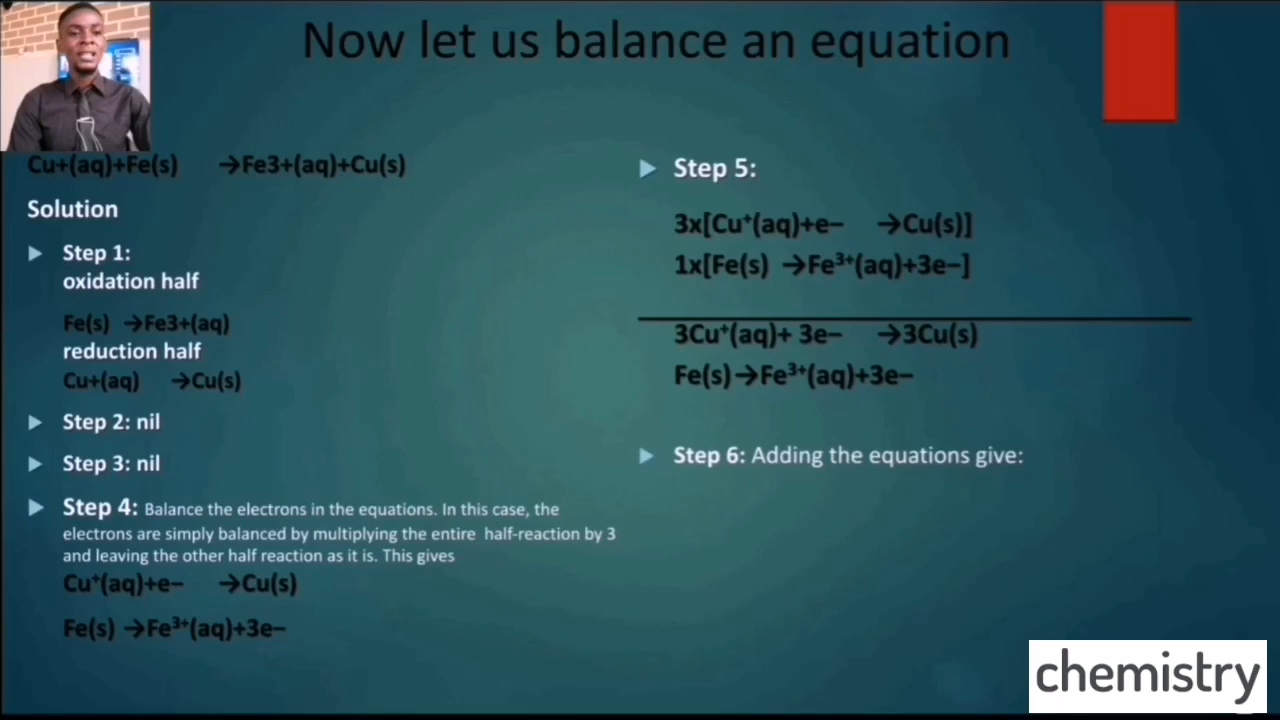 Now let us balance an equation
Cu+(aq)+Fe(s) →Fe3+(aq)+Cu(s)
Solution
Step 1:
oxidation half
Fe(s) →Fe3+(aq)
reduction half
Cu+(aq) →Cu(s)
Step 2: nil
Step 3: nil
Step 4: Balance the electrons in the equations. In this case, the
electrons are simply balanced by multiplying the entire half-reaction by 3
and leaving the other half reaction as it is. This gives
Cu⁺(aq)+e− →Cu(s)
Fe(s) →Fe³⁺(aq)+3e−
Step 5:
3x[Cu⁺(aq)+e− →Cu(s)]
1x[Fe(s) →Fe³⁺(aq)+3e−]
3Cu⁺(aq)+ 3e− →3Cu(s)
Fe(s)→Fe³⁺(aq)+3e−
Step 6: Adding the equations give:
chemistry